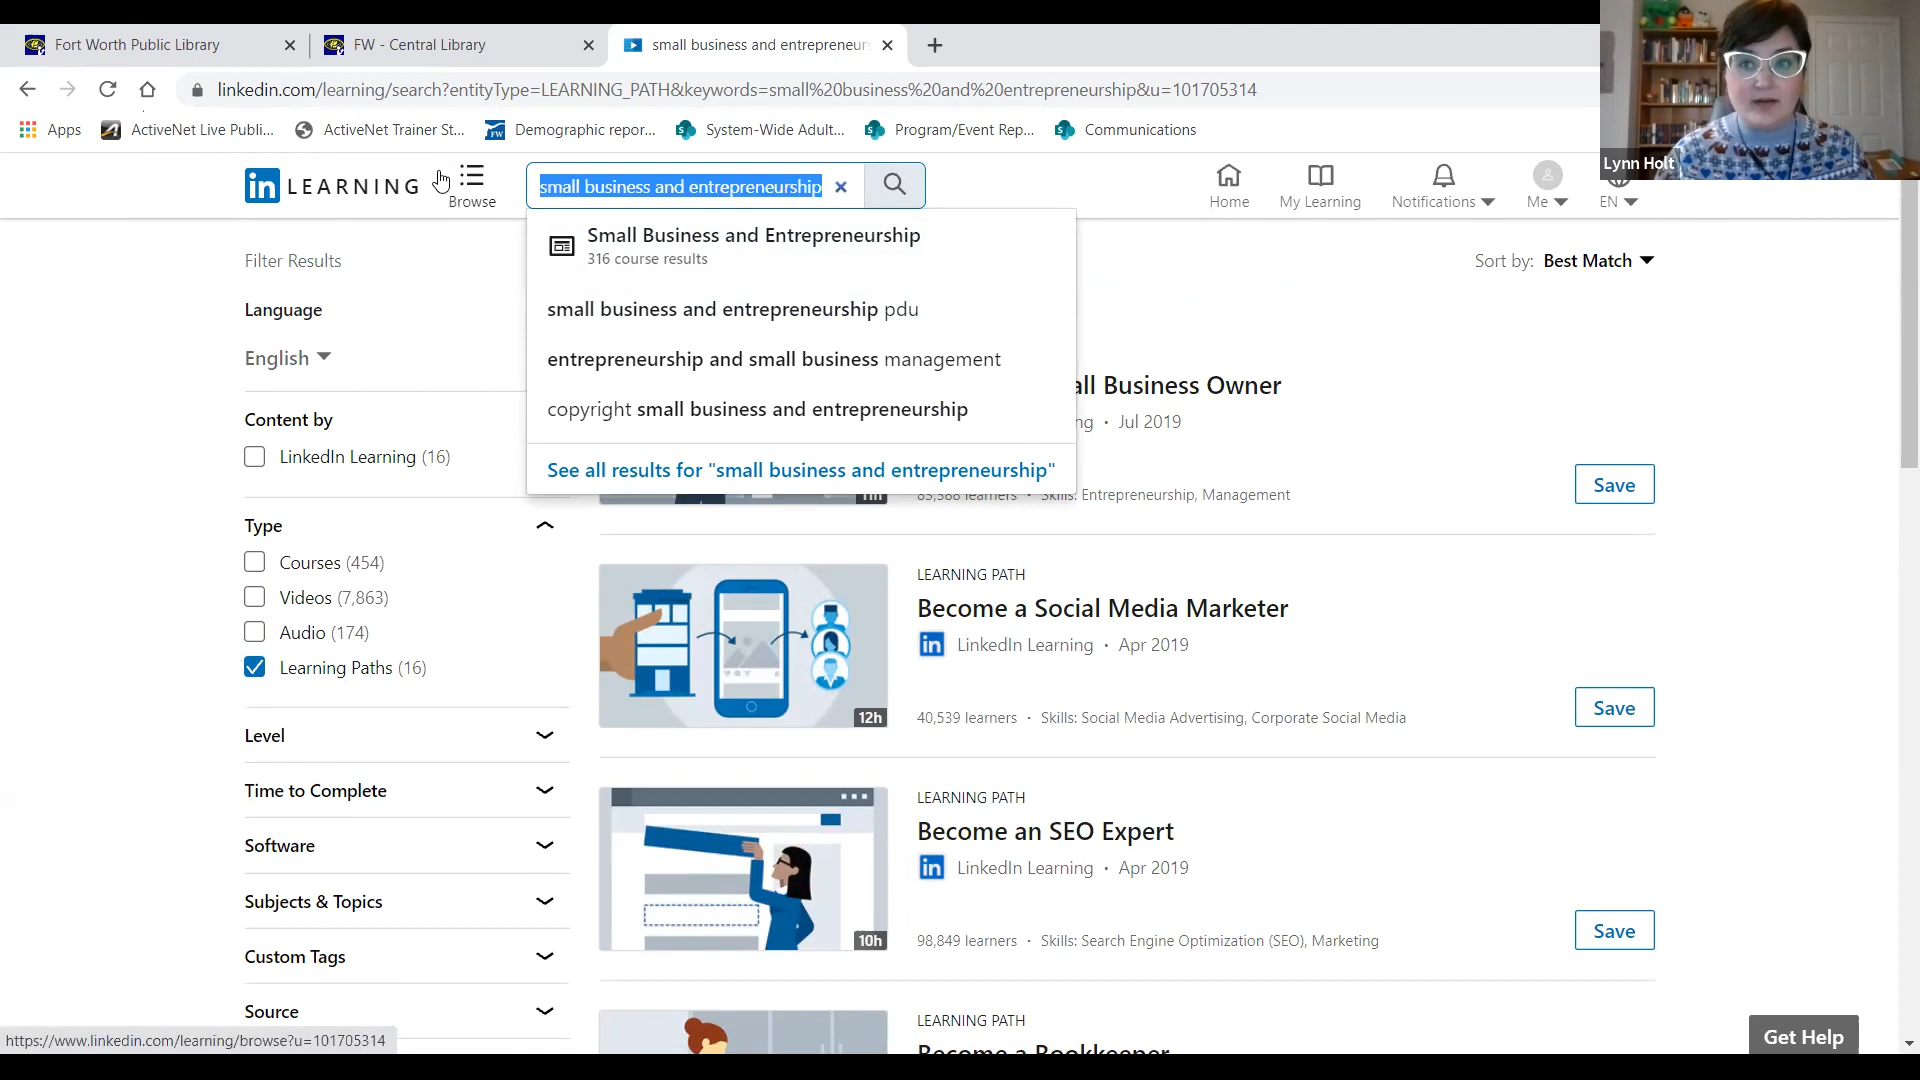 Fort Worth Public Library
FW - Central Library
small business and entrepreneur
linkedin.com/learning/search?entityType=LEARNING_PATH&keywords=small%20business%20and%20entrepreneurship&u=101705314
Apps
ActiveNet Live Publi...
ActiveNet Trainer St...
Demographic repor...
System-Wide Adult...
Program/Event Rep...
Communications
Lynn Holt
in LEARNING
Browse
small business and entrepreneurship
Home
My Learning
Notifications
Me
EN
Filter Results
Sort by: Best Match
Small Business and Entrepreneurship
316 course results
small business and entrepreneurship pdu
entrepreneurship and small business management
copyright small business and entrepreneurship
See all results for "small business and entrepreneurship"
Language
English
Content by
LinkedIn Learning (16)
Type
Courses (454)
Videos (7,863)
Audio (174)
Learning Paths (16)
Level
Time to Complete
Software
Subjects & Topics
Custom Tags
Source
all Business Owner
ng • Jul 2019
Skills: Entrepreneurship, Management
Save
LEARNING PATH
Become a Social Media Marketer
in LinkedIn Learning • Apr 2019
12h
40,539 learners • Skills: Social Media Advertising, Corporate Social Media
Save
LEARNING PATH
Become an SEO Expert
in LinkedIn Learning • Apr 2019
10h
98,849 learners • Skills: Search Engine Optimization (SEO), Marketing
Save
LEARNING PATH
Become a Bookkeeper
https://www.linkedin.com/learning/browse?u=101705314
Get Help